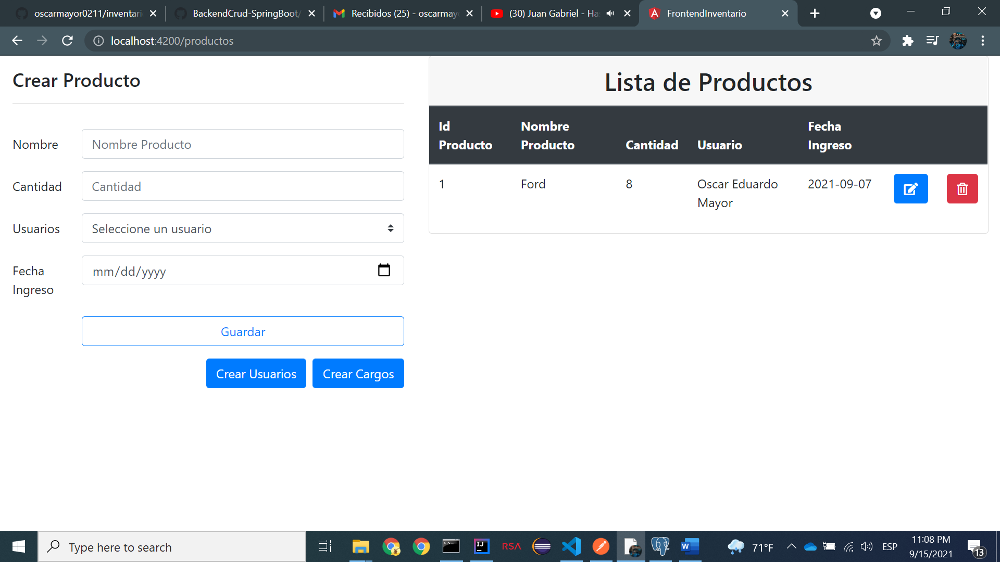 oscarmayor0211/inventari
BackendCrud-SpringBoot/
Recibidos (25) - oscarmayo
(30) Juan Gabriel - Has
FrontendInventario
localhost:4200/productos
Crear Producto
Nombre
Nombre Producto
Cantidad
Cantidad
Usuarios
Seleccione un usuario
Fecha
Ingreso
mm/dd/yyyy
Guardar
Crear Usuarios
Crear Cargos
Lista de Productos
Id
Producto
Nombre
Producto
Cantidad
Usuario
Fecha
Ingreso
1
Ford
8
Oscar Eduardo
Mayor
2021-09-07
Type here to search
IJ
RSA
W
71°F
ESP
11:08 PM
9/15/2021
13